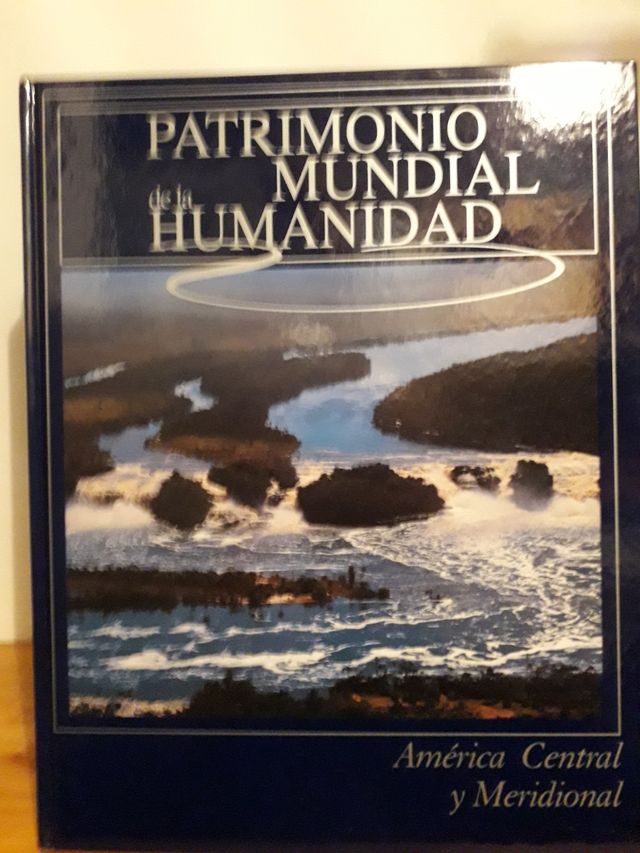 PATRIMONIO
MUNDIAL
de la
HUMANIDAD
América Central
y Meridional